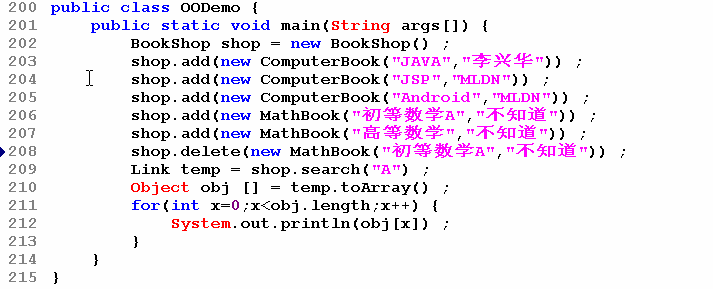 200 public class OODemo {
201     public static void main(String args[]) {
202         BookShop shop = new BookShop() ;
203         shop.add(new ComputerBook("JAVA","李兴华")) ;
204         shop.add(new ComputerBook("JSP","MLDN")) ;
205         shop.add(new ComputerBook("Android","MLDN")) ;
206         shop.add(new MathBook("初等数学A","不知道")) ;
207         shop.add(new MathBook("高等数学","不知道")) ;
208         shop.delete(new MathBook("初等数学A","不知道")) ;
209         Link temp = shop.search("A") ;
210         Object obj [] = temp.toArray() ;
211         for(int x=0;x<obj.length;x++) {
212             System.out.println(obj[x]) ;
213         }
214     }
215 }